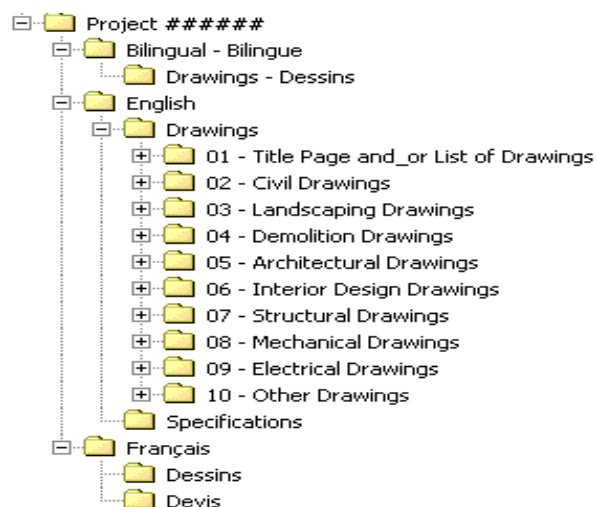 Project ######
Bilingual - Bilingue
Drawings - Dessins
English
Drawings
01 - Title Page and_or List of Drawings
02 - Civil Drawings
03 - Landscaping Drawings
04 - Demolition Drawings
05 - Architectural Drawings
06 - Interior Design Drawings
07 - Structural Drawings
08 - Mechanical Drawings
09 - Electrical Drawings
10 - Other Drawings
Specifications
Français
Dessins
Devis